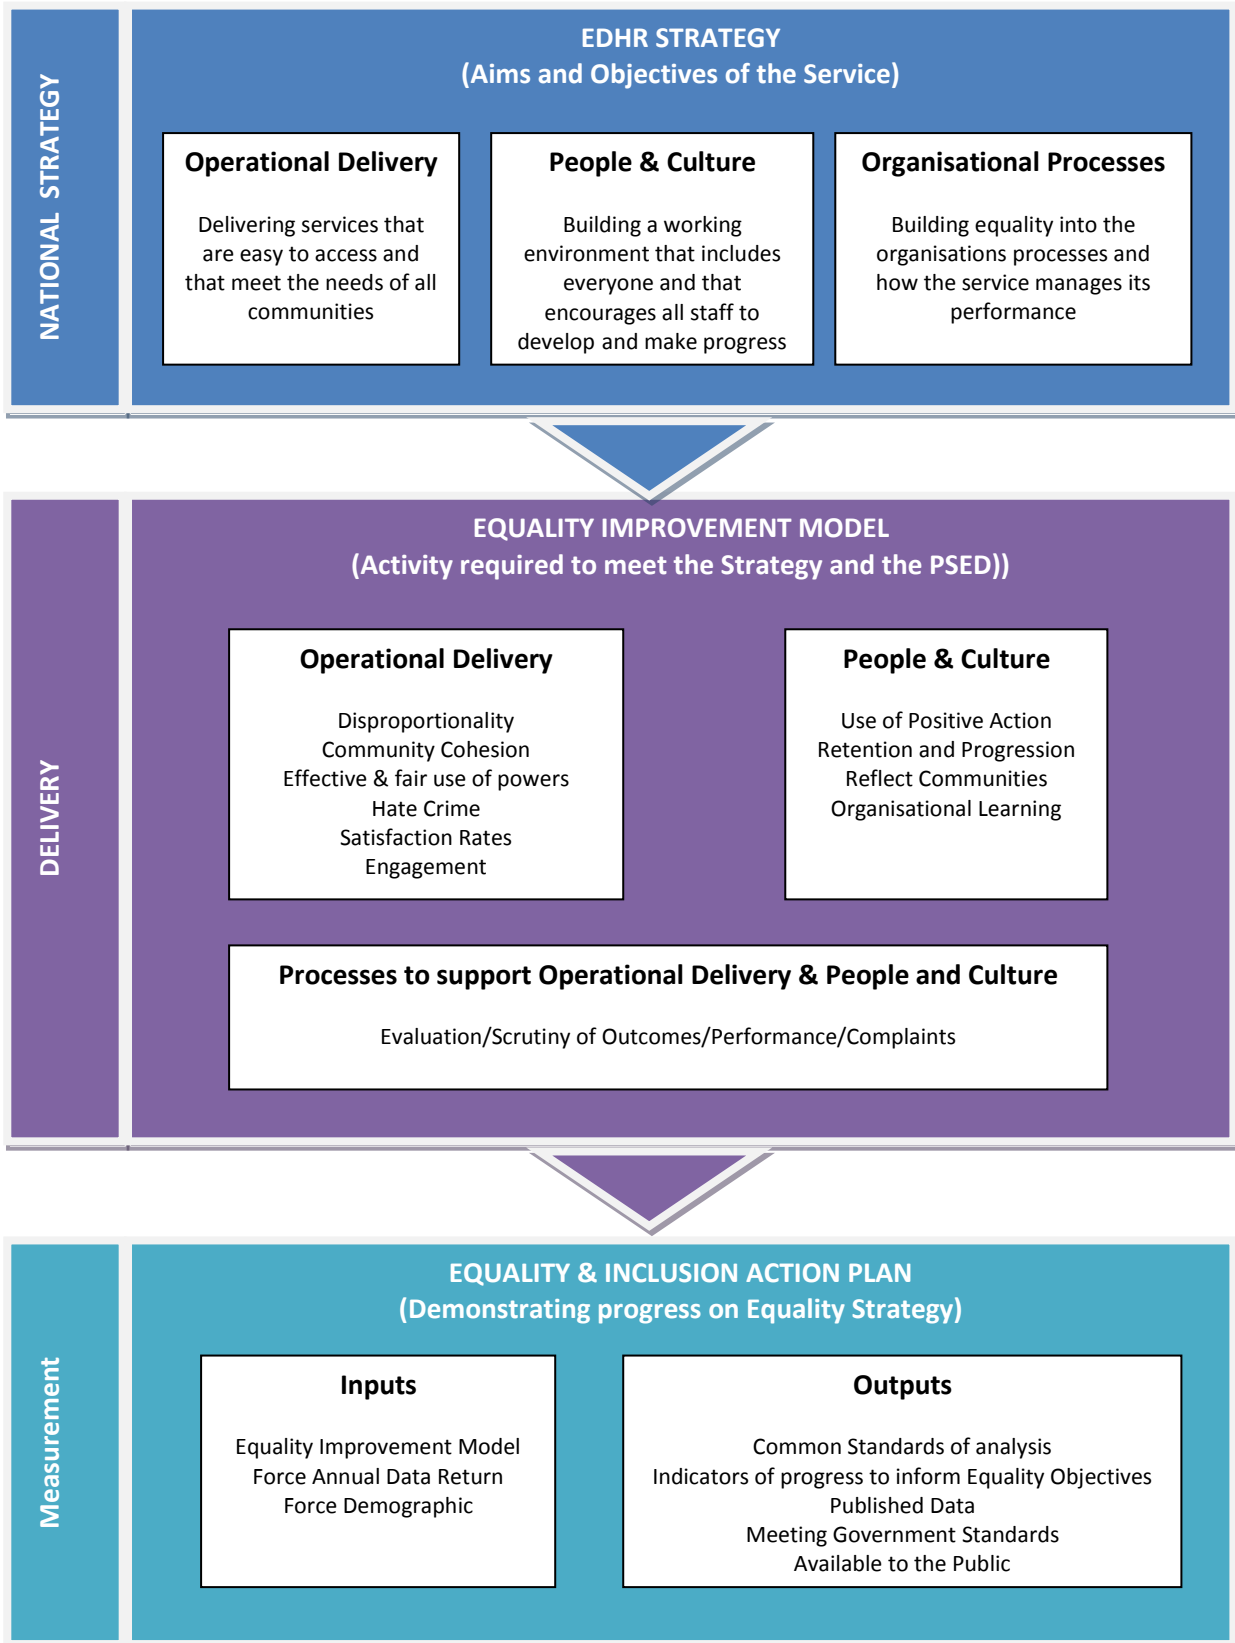 NATIONAL STRATEGY
EDHR STRATEGY
(Aims and Objectives of the Service)
Operational Delivery
Delivering services that
are easy to access and
that meet the needs of all
communities
People & Culture
Building a working
environment that includes
everyone and that
encourages all staff to
develop and make progress
Organisational Processes
Building equality into the
organisations processes and
how the service manages its
performance
DELIVERY
EQUALITY IMPROVEMENT MODEL
(Activity required to meet the Strategy and the PSED))
Operational Delivery
Disproportionality
Community Cohesion
Effective & fair use of powers
Hate Crime
Satisfaction Rates
Engagement
People & Culture
Use of Positive Action
Retention and Progression
Reflect Communities
Organisational Learning
Processes to support Operational Delivery & People and Culture
Evaluation/Scrutiny of Outcomes/Performance/Complaints
Measurement
EQUALITY & INCLUSION ACTION PLAN
(Demonstrating progress on Equality Strategy)
Inputs
Equality Improvement Model
Force Annual Data Return
Force Demographic
Outputs
Common Standards of analysis
Indicators of progress to inform Equality Objectives
Published Data
Meeting Government Standards
Available to the Public